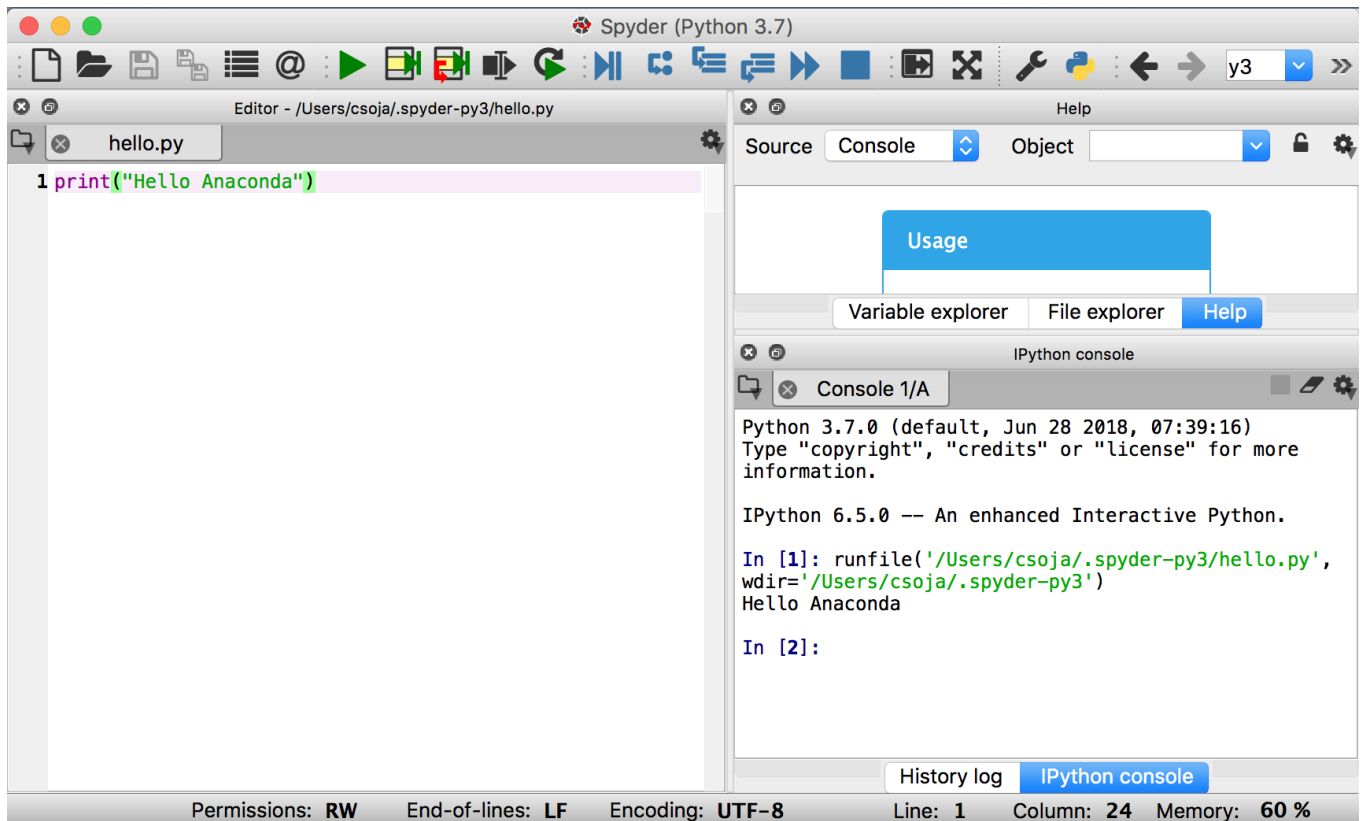 Spyder (Python 3.7)
@
y3
Editor - /Users/csoja/.spyder-py3/hello.py
hello.py
1 print("Hello Anaconda")
Help
Source Console Object
Usage
Variable explorer File explorer Help
IPython console
Console 1/A
Python 3.7.0 (default, Jun 28 2018, 07:39:16)
Type "copyright", "credits" or "license" for more
information.
IPython 6.5.0 -- An enhanced Interactive Python.
In [1]: runfile('/Users/csoja/.spyder-py3/hello.py',
wdir='/Users/csoja/.spyder-py3')
Hello Anaconda
In [2]:
History log IPython console
Permissions: RW End-of-lines: LF Encoding: UTF-8 Line: 1 Column: 24 Memory: 60 %